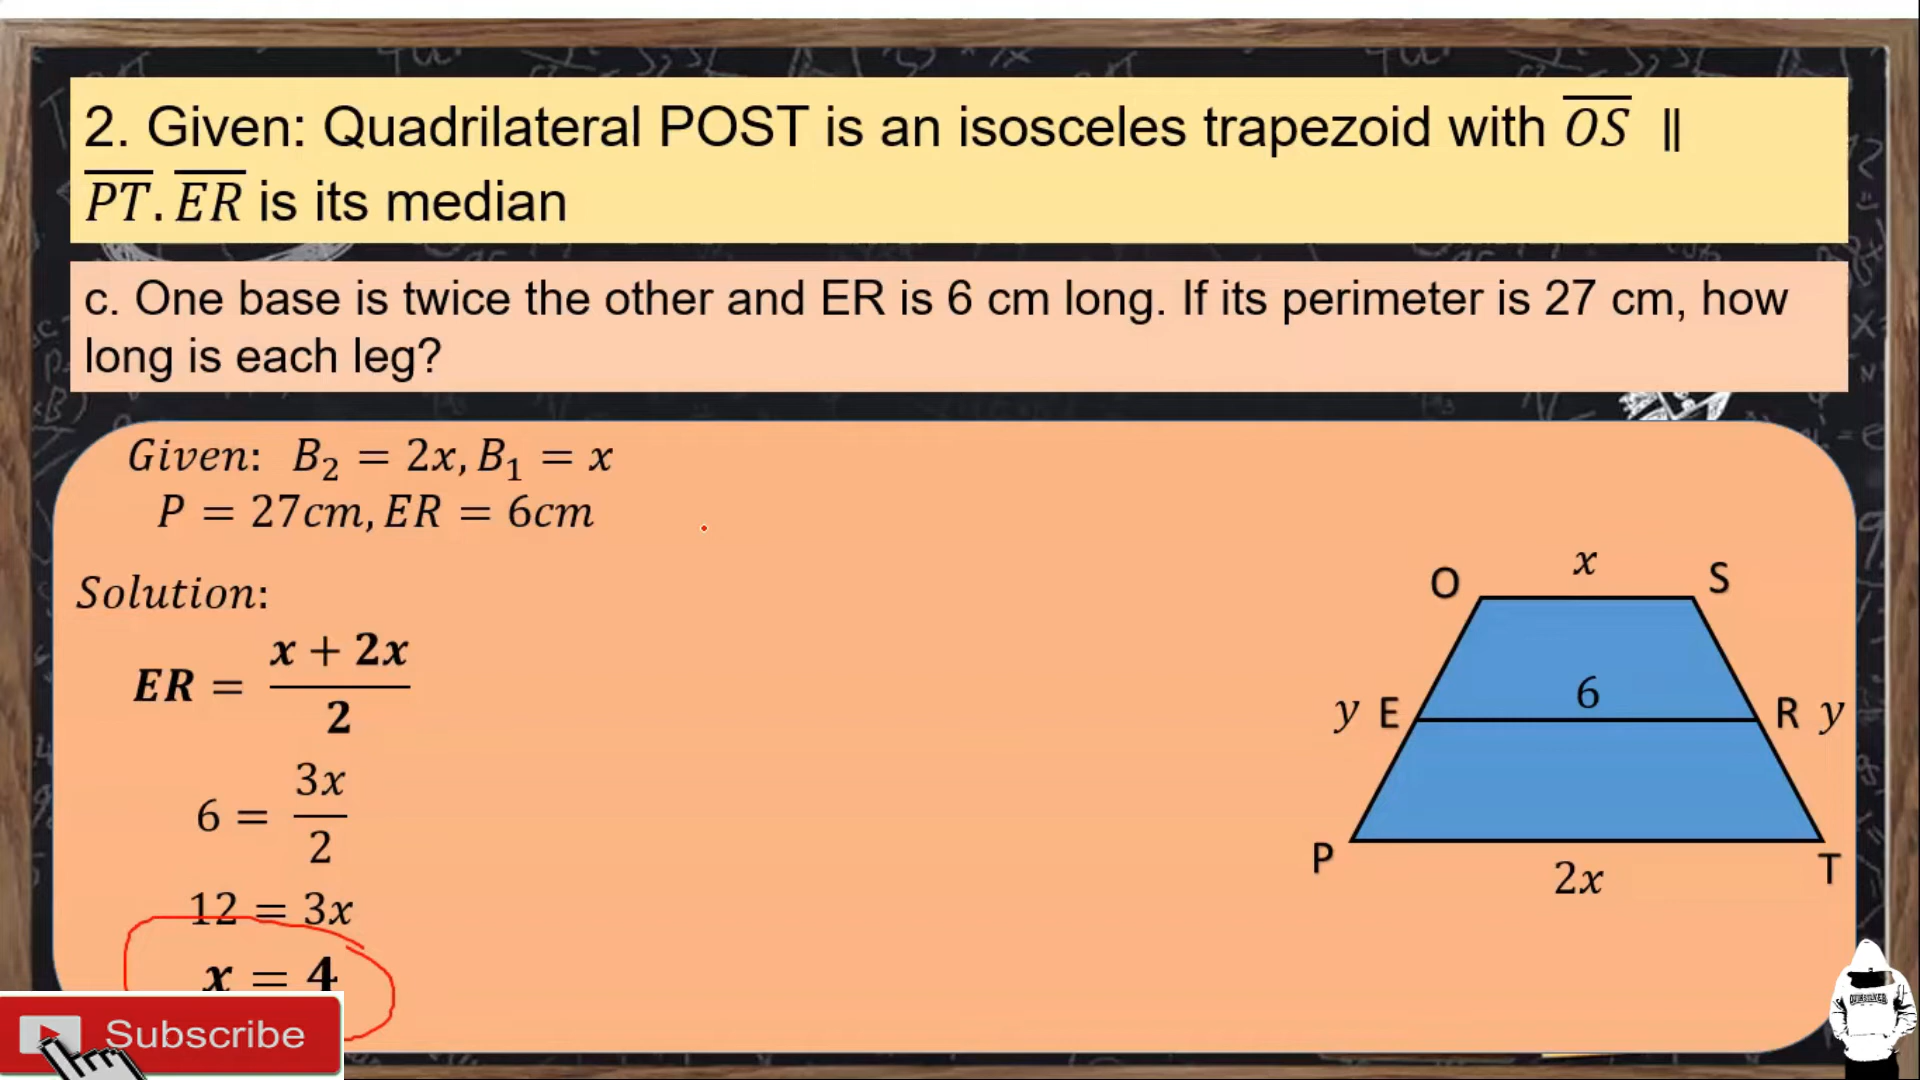 2. Given: Quadrilateral POST is an isosceles trapezoid with OS ∥
PT. ER is its median
c. One base is twice the other and ER is 6 cm long. If its perimeter is 27 cm, how
long is each leg?
Given: B₂ = 2x, B₁ = x
P = 27cm, ER = 6cm
Solution:
ER = (x + 2x)/2
6 = 3x/2
12 = 3x
x = 4
x
O S
6
y E R y
P T
2x
Subscribe
QUIKSILVER